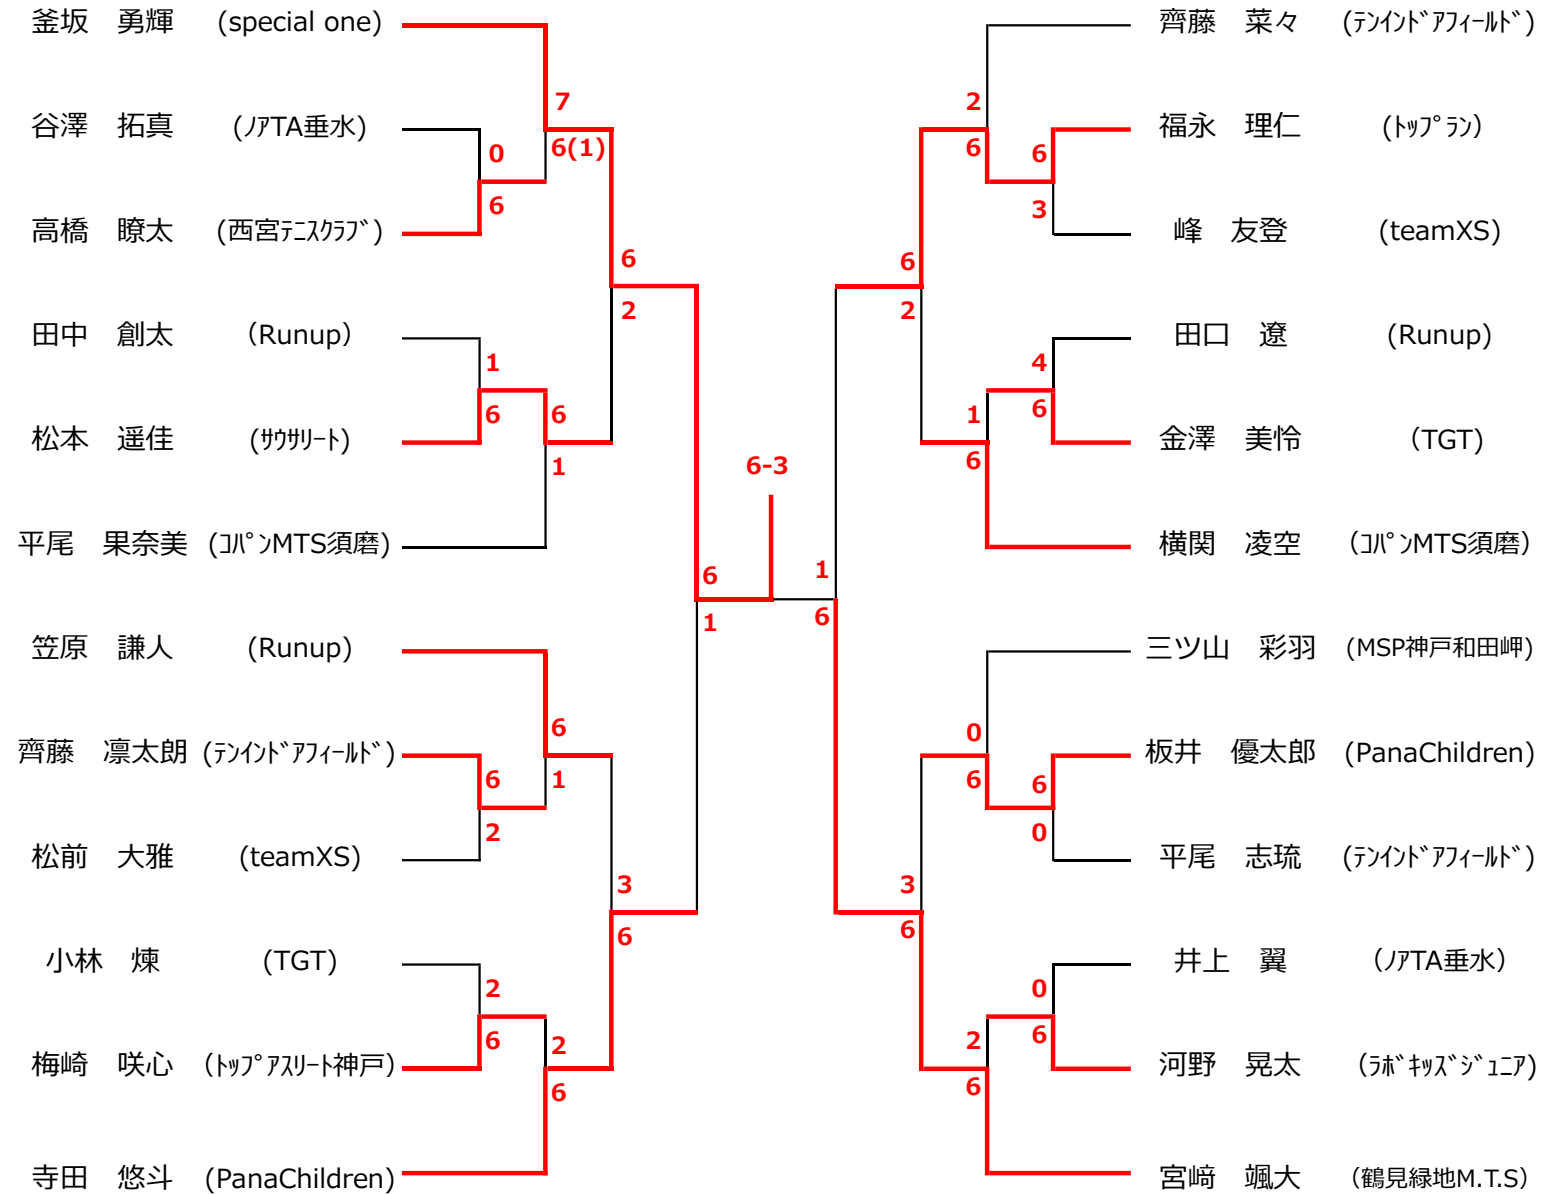 釜坂　勇輝 (special one)
7
谷澤　拓真 (ﾉｱTA垂水)
0
6(1)
6
高橋　瞭太 (西宮ﾃﾆｽｸﾗﾌﾞ)
6
2
田中　創太 (Runup)
1
6
6
松本　遥佳 (ｻｳｻﾘｰﾄ)
1
平尾　果奈美 (ｺﾊﾟﾝMTS須磨)
6
1
笠原　謙人 (Runup)
6
齊藤　凛太朗 (ﾃﾝｲﾝﾄﾞｱﾌｨｰﾙﾄﾞ)
6
1
2
松前　大雅 (teamXS)
3
6
小林　煉 (TGT)
2
6
2
梅崎　咲心 (ﾄｯﾌﾟｱｽﾘｰﾄ神戸)
6
寺田　悠斗 (PanaChildren)
6-3
齊藤　菜々 (ﾃﾝｲﾝﾄﾞｱﾌｨｰﾙﾄﾞ)
2
福永　理仁 (ﾄｯﾌﾟﾗﾝ)
6
6
3
峰　友登 (teamXS)
6
2
田口　遼 (Runup)
4
1
6
金澤　美怜 (TGT)
6
横関　凌空 (ｺﾊﾟﾝMTS須磨)
1
6
三ツ山　彩羽 (MSP神戸和田岬)
0
板井　優太郎 (PanaChildren)
6
6
0
平尾　志琉 (ﾃﾝｲﾝﾄﾞｱﾌｨｰﾙﾄﾞ)
3
6
井上　翼 (ﾉｱTA垂水)
0
2
6
河野　晃太 (ﾗﾎﾞｷｯｽﾞｼﾞｭﾆｱ)
6
宮﨑　颯大 (鶴見緑地M.T.S)